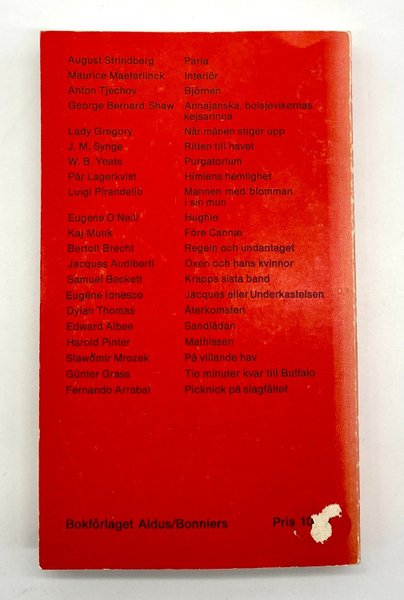 August Strindberg Paria
Maurice Maeterlinck Interiör
Anton Tjechov Björnen
George Bernard Shaw Annajanska, bolsjevikernas
kejsarinna
Lady Gregory När månen stiger upp
J. M. Synge Ritten till havet
W. B. Yeats Purgatorium
Pär Lagerkvist Himlens hemlighet
Luigi Pirandello Mannen med blomman
i sin mun
Eugene O'Neill Hughie
Kaj Munk Före Cannæ
Bertolt Brecht Regeln och undantaget
Jacques Audiberti Oxen och hans kvinnor
Samuel Beckett Krapps sista band
Eugène Ionesco Jacques eller Underkastelsen
Dylan Thomas Återkomsten
Edward Albee Sandlådan
Harold Pinter Mathissen
Sławomir Mrożek På villande hav
Günter Grass Tio minuter kvar till Buffalo
Fernando Arrabal Picknick på slagfältet
Bokförlaget Aldus/Bonniers Pris